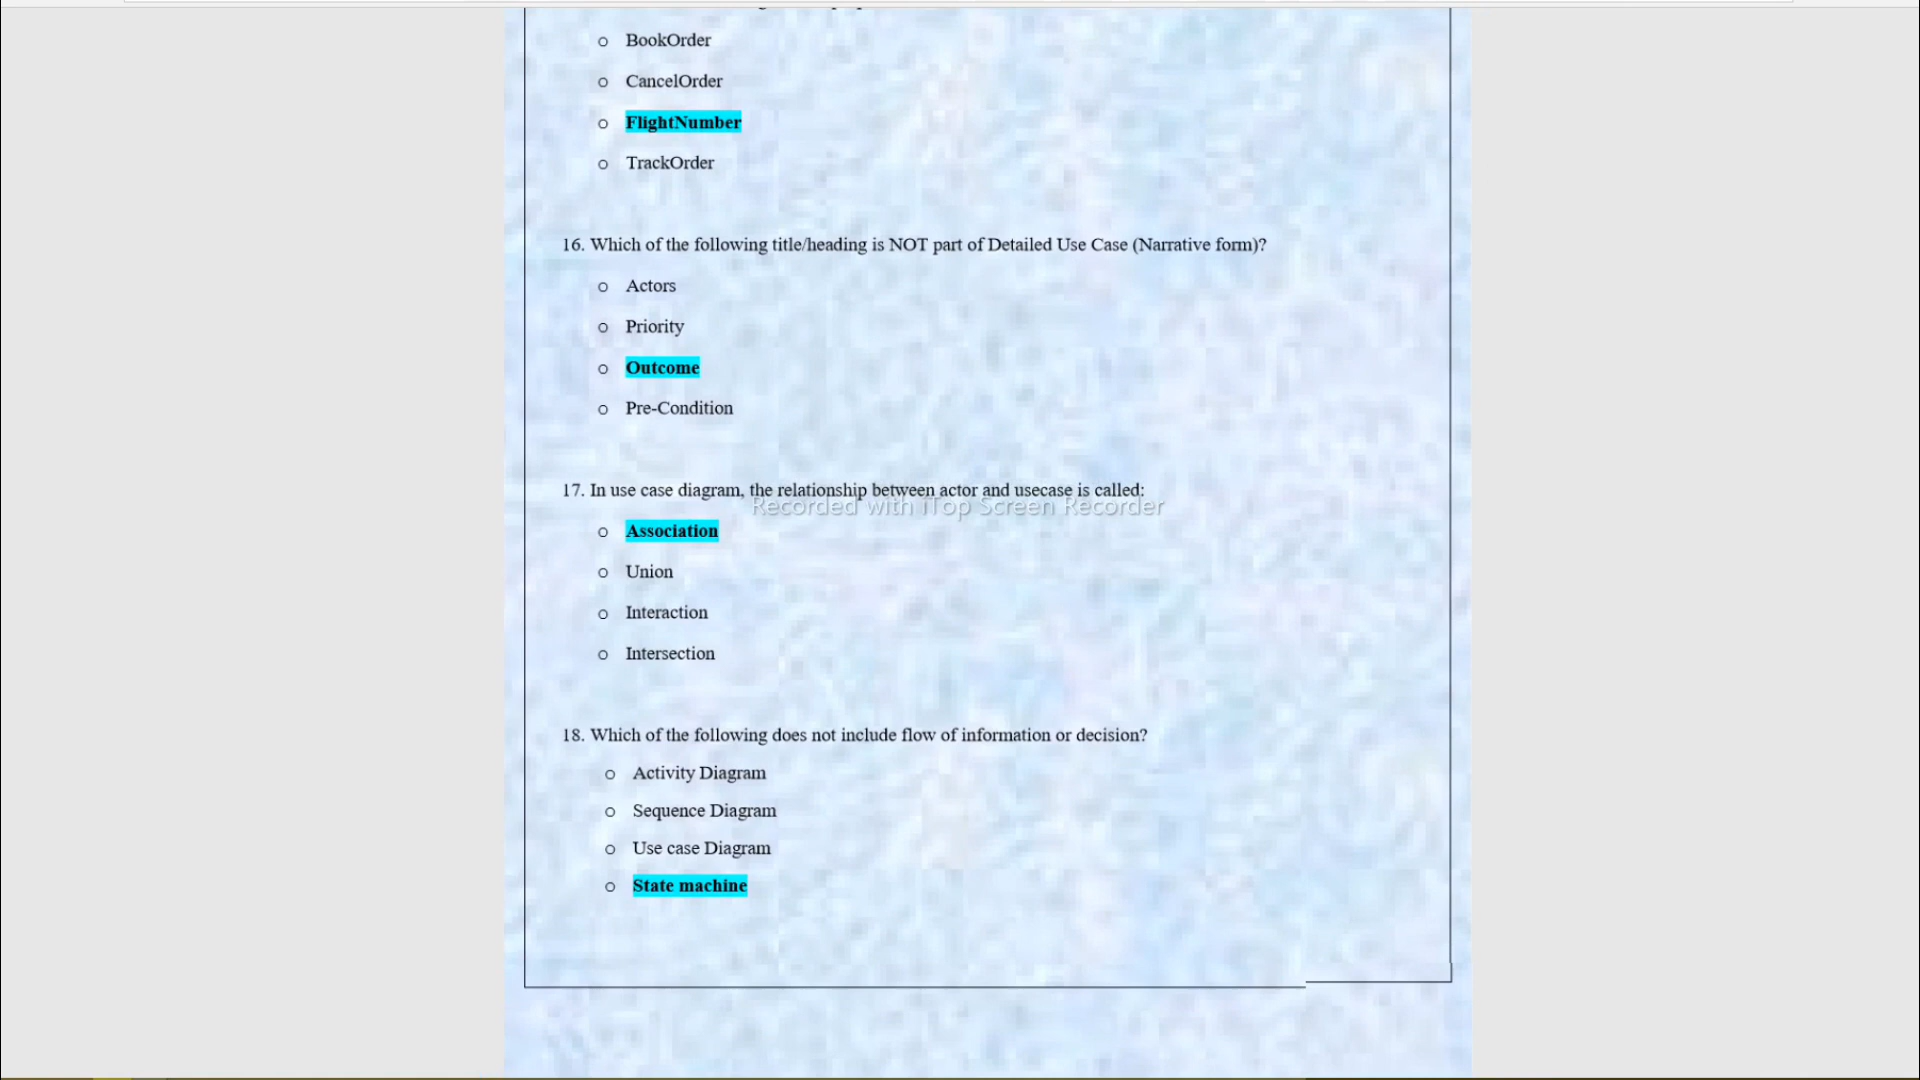 BookOrder
CancelOrder
FlightNumber
TrackOrder
16. Which of the following title/heading is NOT part of Detailed Use Case (Narrative form)?
Actors
Priority
Outcome
Pre-Condition
17. In use case diagram, the relationship between actor and usecase is called:
Recorded with iTop Screen Recorder
Association
Union
Interaction
Intersection
18. Which of the following does not include flow of information or decision?
Activity Diagram
Sequence Diagram
Use case Diagram
State machine